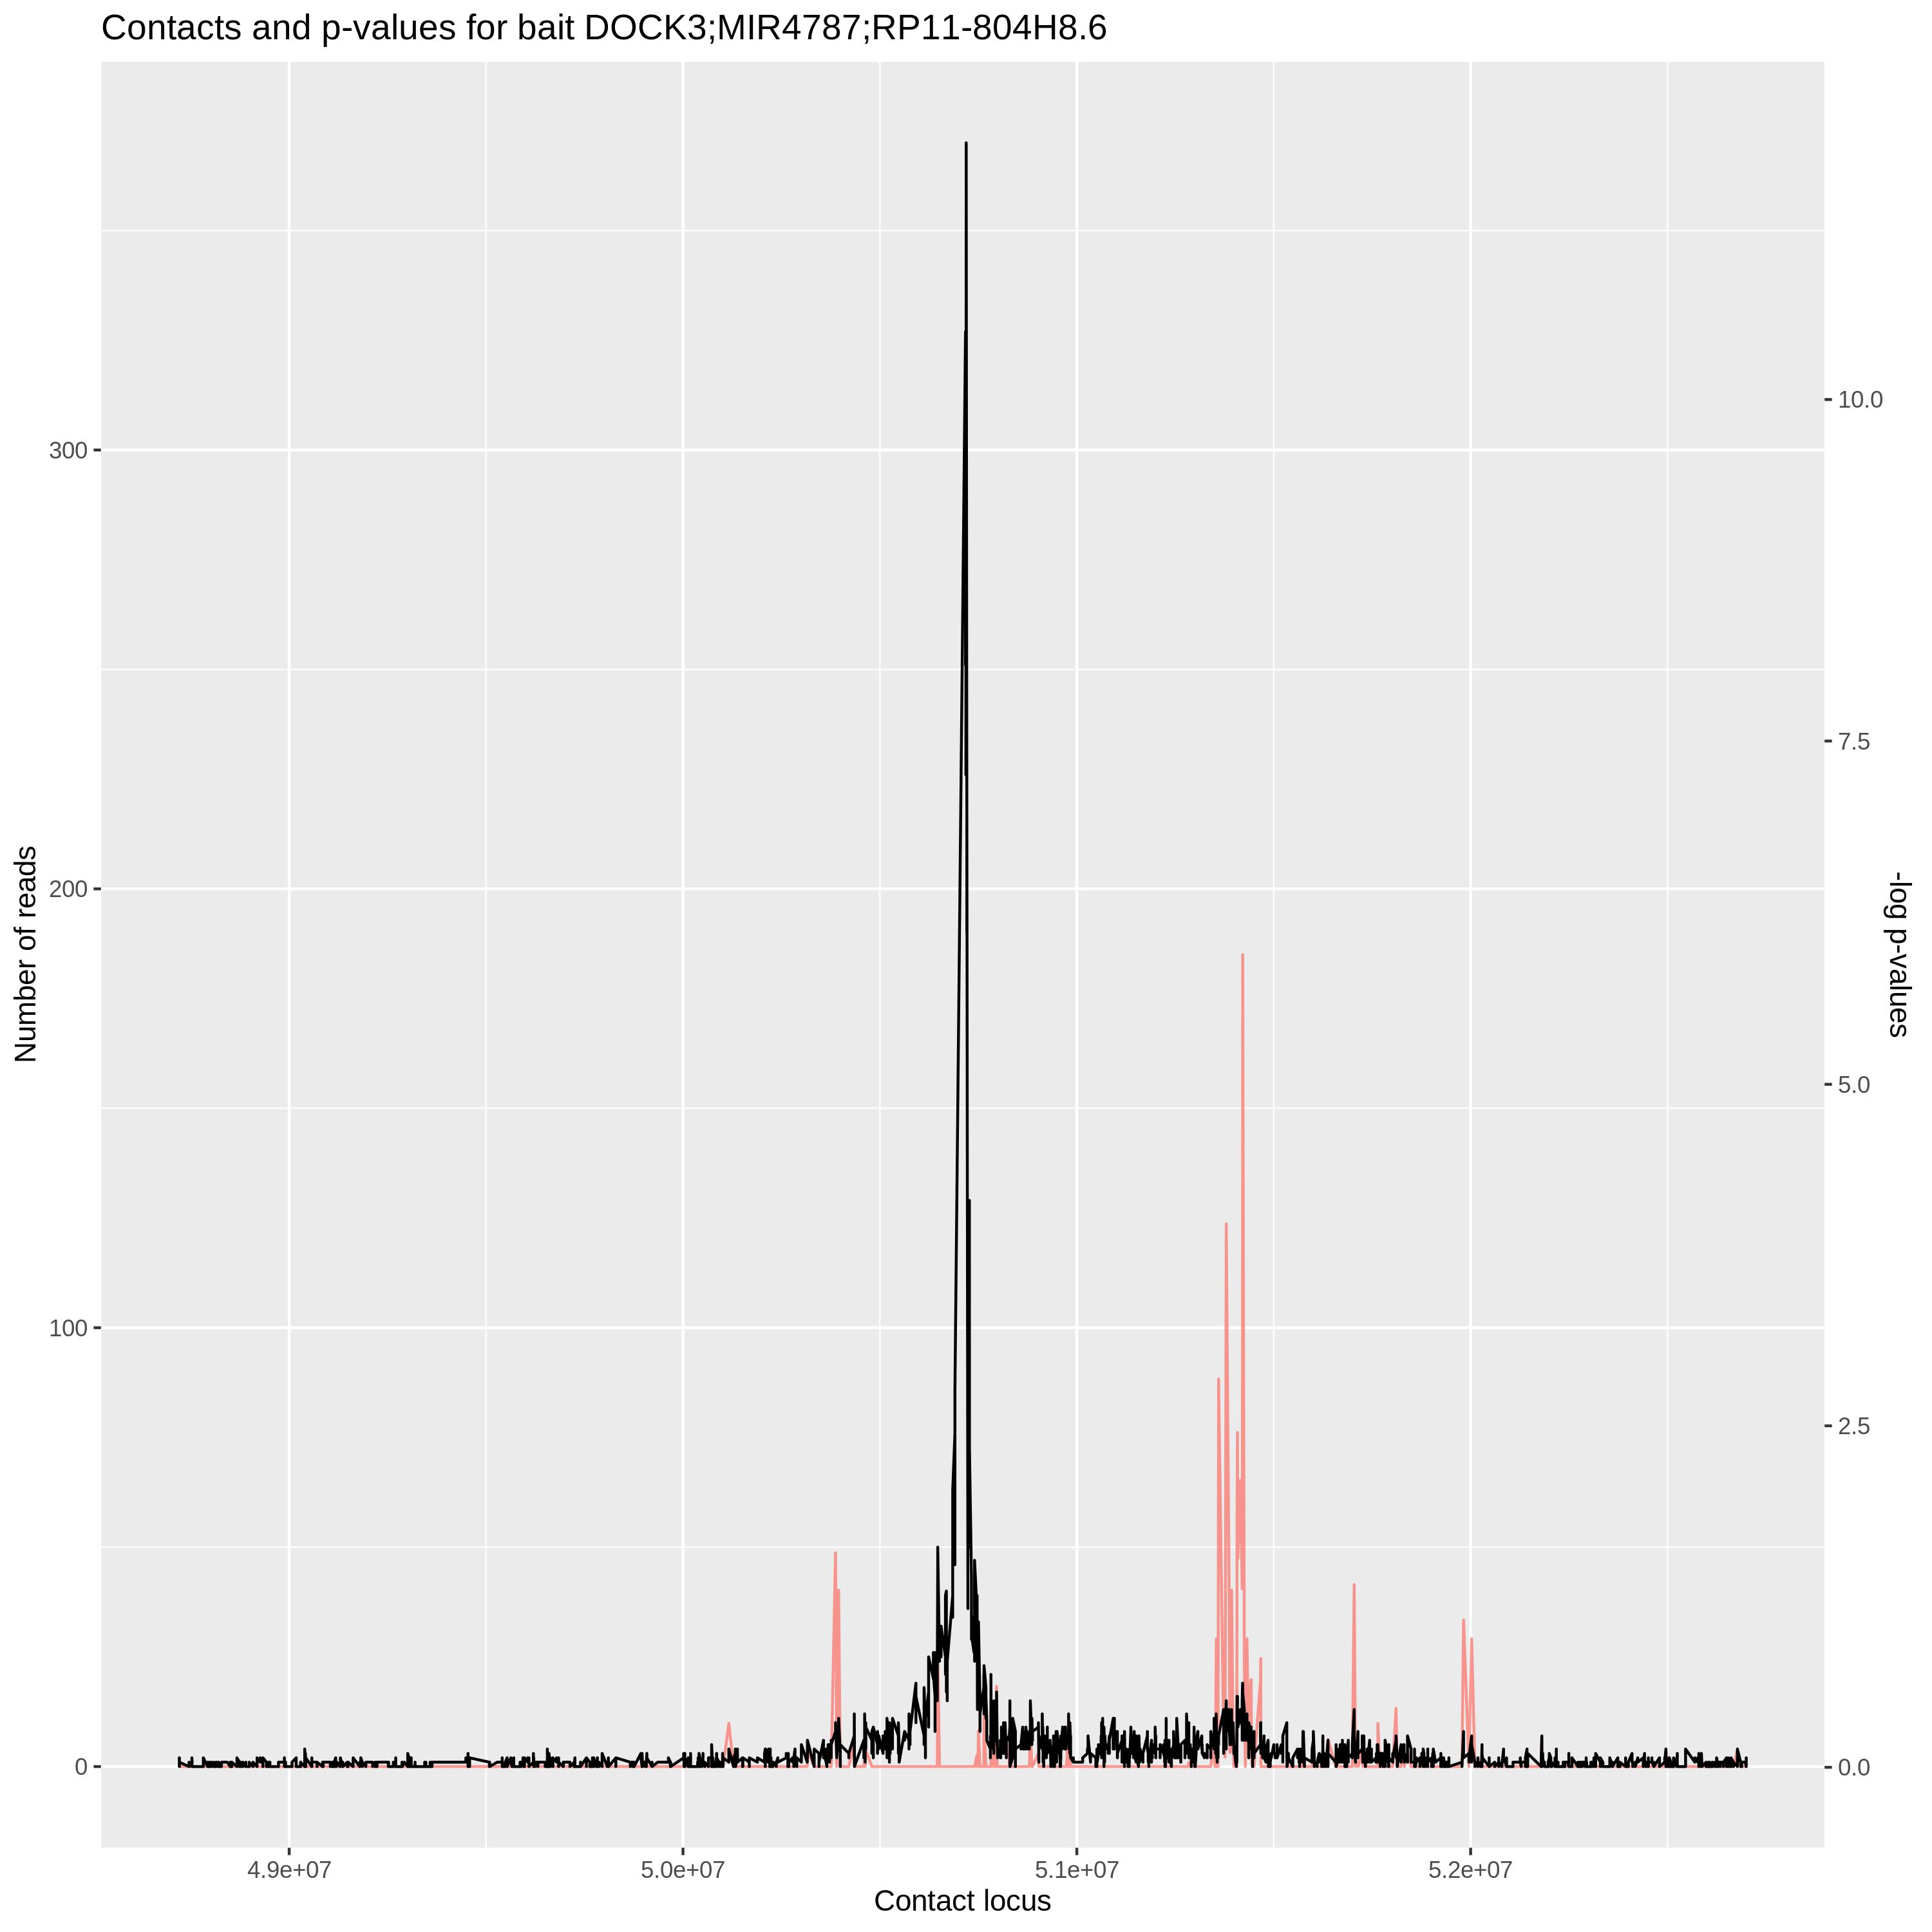 Contacts and p-values for bait DOCK3;MIR4787;RP11-804H8.6
300
200
100
0
Number of reads
10.0
7.5
5.0
2.5
0.0
-log p-values
4.9e+07
5.0e+07
5.1e+07
5.2e+07
Contact locus